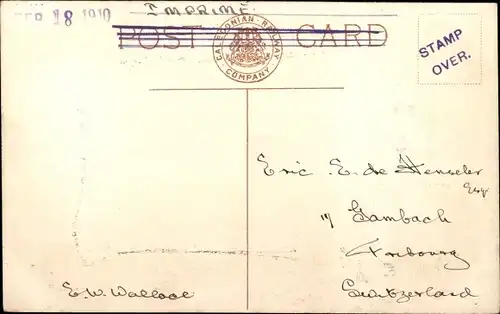 FEB 18 1910
IMPRIMÉ.
POST CARD
CALEDONIAN RAILWAY COMPANY
STAMP
OVER.
Eric E. de Henseler
Esq
11 Gambach
Fribourg
Switzerland
E. W. Wallace